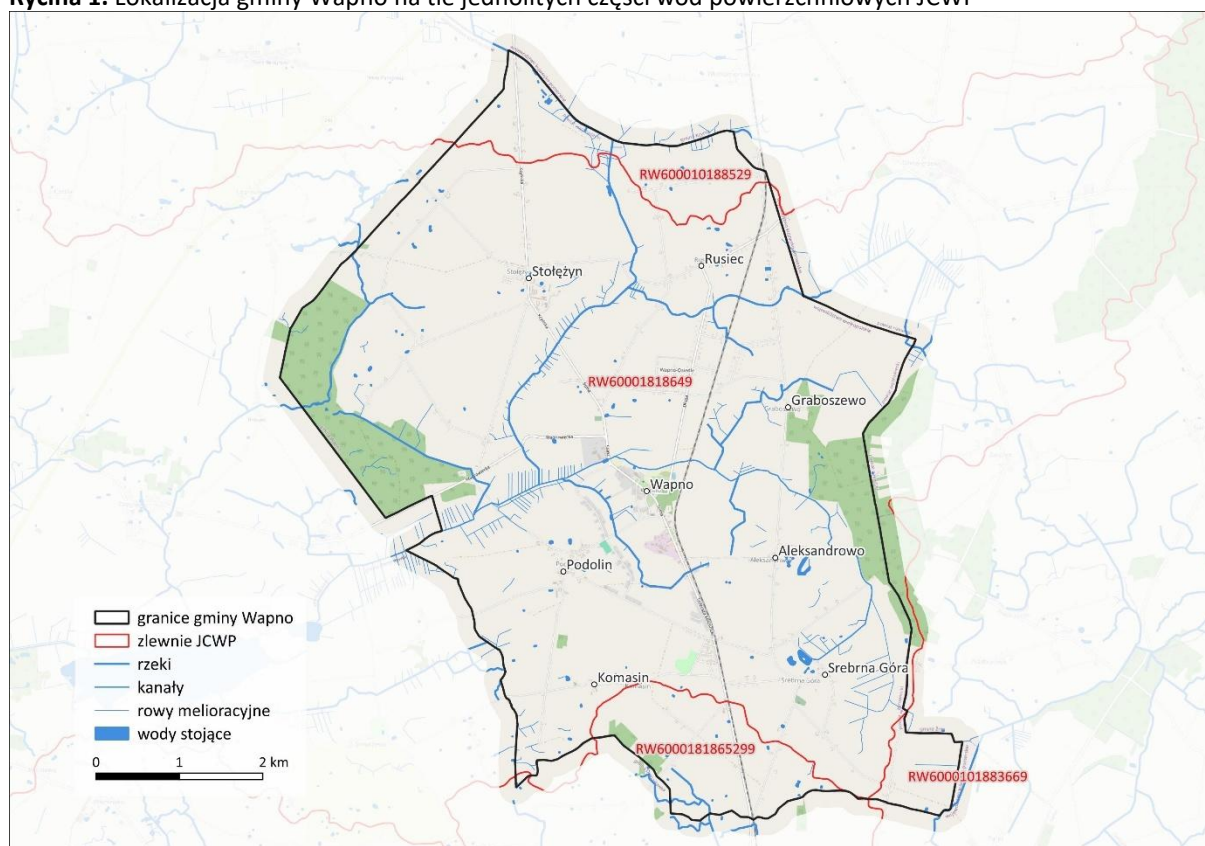 Rycina 1. Lokalizacja gminy Wapno na tle jednolitych części wód powierzchniowych JCWP
RW600010188529
Rusiec
Stołężyn
RW60001818649
Graboszewo
Wapno
Aleksandrowo
Podolin
Srebrna Góra
Komasin
RW6000181865299
RW6000101883669
granice gminy Wapno
zlewnie JCWP
rzeki
kanały
rowy melioracyjne
wody stojące
0 1 2 km